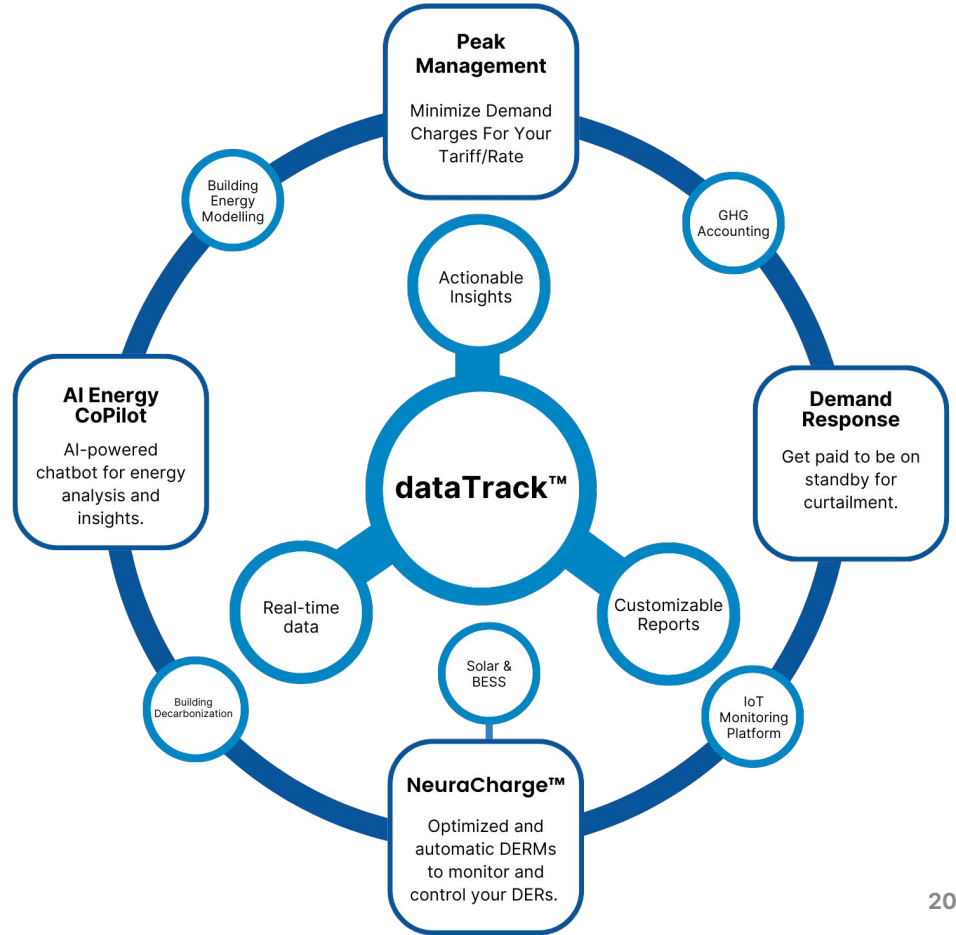 Peak
Management
Minimize Demand
Charges For Your
Tariff/Rate
Building
Energy
Modelling
GHG
Accounting
Actionable
Insights
AI Energy
CoPilot
AI-powered
chatbot for energy
analysis and
insights.
dataTrack™
Demand
Response
Get paid to be on
standby for
curtailment.
Real-time
data
Customizable
Reports
Solar &
BESS
Building
Decarbonization
IoT
Monitoring
Platform
NeuraCharge™
Optimized and
automatic DERMs
to monitor and
control your DERs.
20